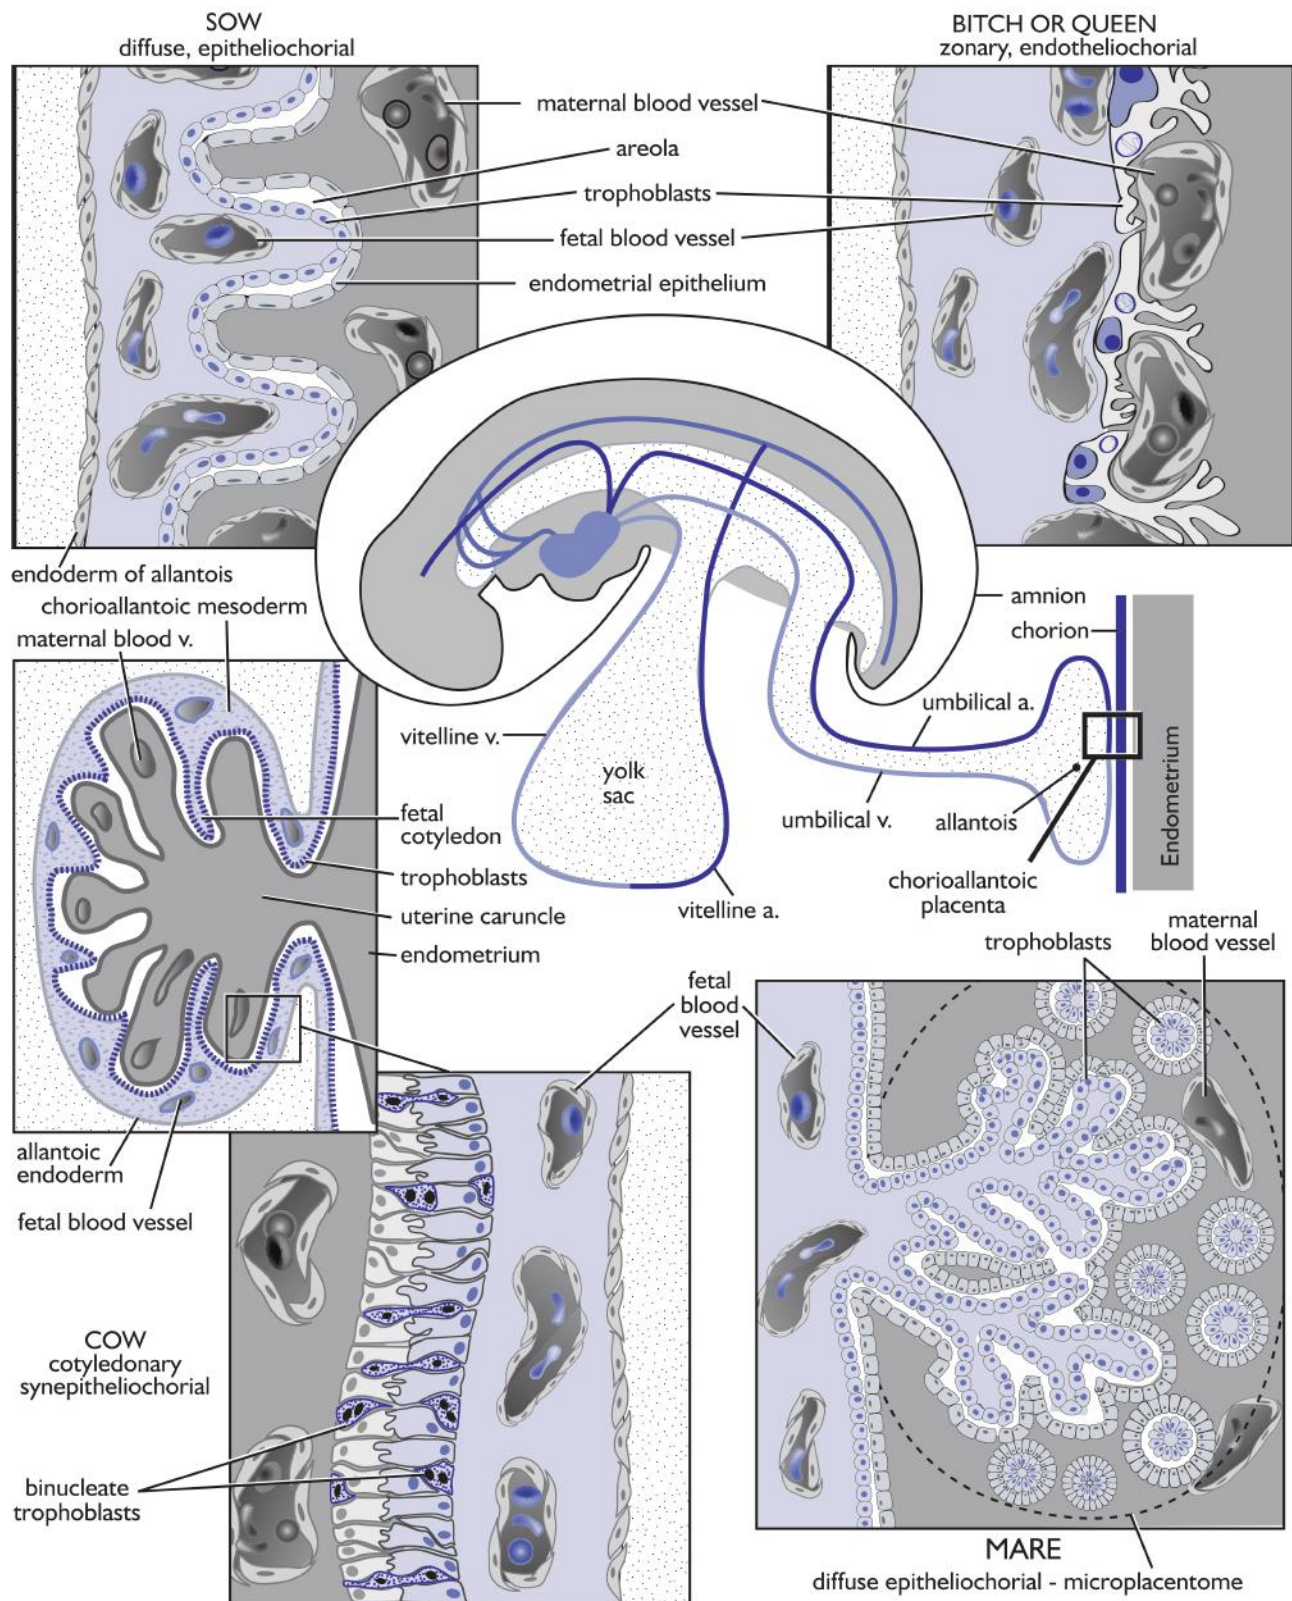 SOW
diffuse, epitheliochorial
BITCH OR QUEEN
zonary, endotheliochorial
maternal blood vessel
areola
trophoblasts
fetal blood vessel
endometrial epithelium
endoderm of allantois
chorioallantoic mesoderm
maternal blood v.
amnion
chorion
umbilical a.
vitelline v.
yolk
sac
fetal
cotyledon
umbilical v.
allantois
Endometrium
trophoblasts
chorioallantoic
placenta
uterine caruncle
vitelline a.
maternal
blood vessel
trophoblasts
endometrium
fetal
blood
vessel
allantoic
endoderm
fetal blood vessel
COW
cotyledonary
synepitheliochorial
binucleate
trophoblasts
MARE
diffuse epitheliochorial - microplacentome